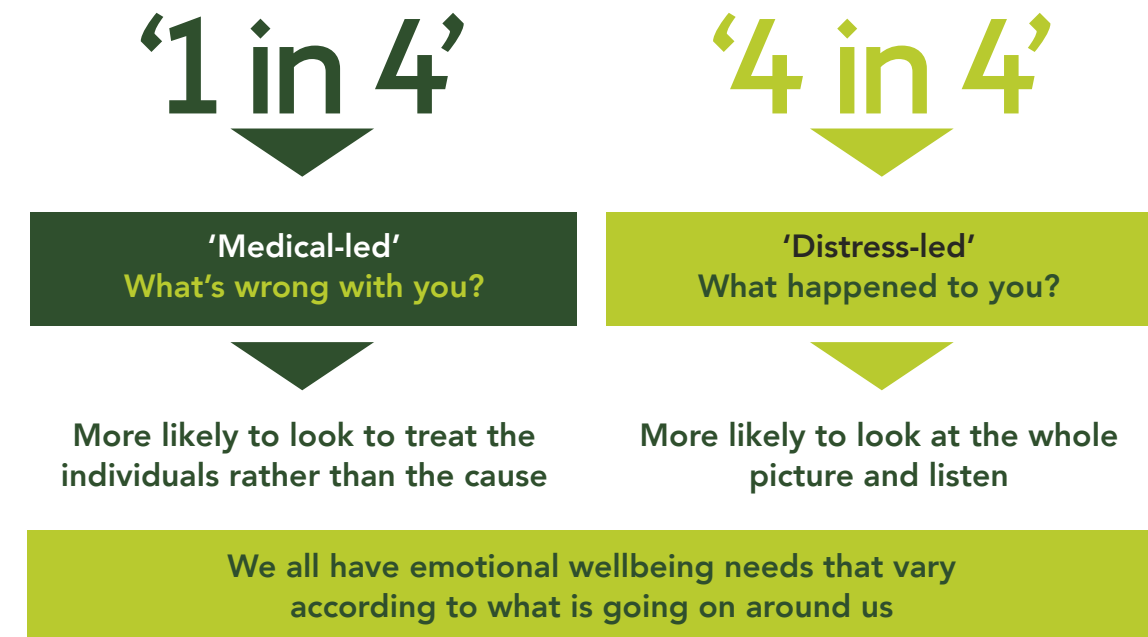 ‘1 in 4’
‘4 in 4’
‘Medical-led’
What’s wrong with you?
‘Distress-led’
What happened to you?
More likely to look to treat the
individuals rather than the cause
More likely to look at the whole
picture and listen
We all have emotional wellbeing needs that vary
according to what is going on around us